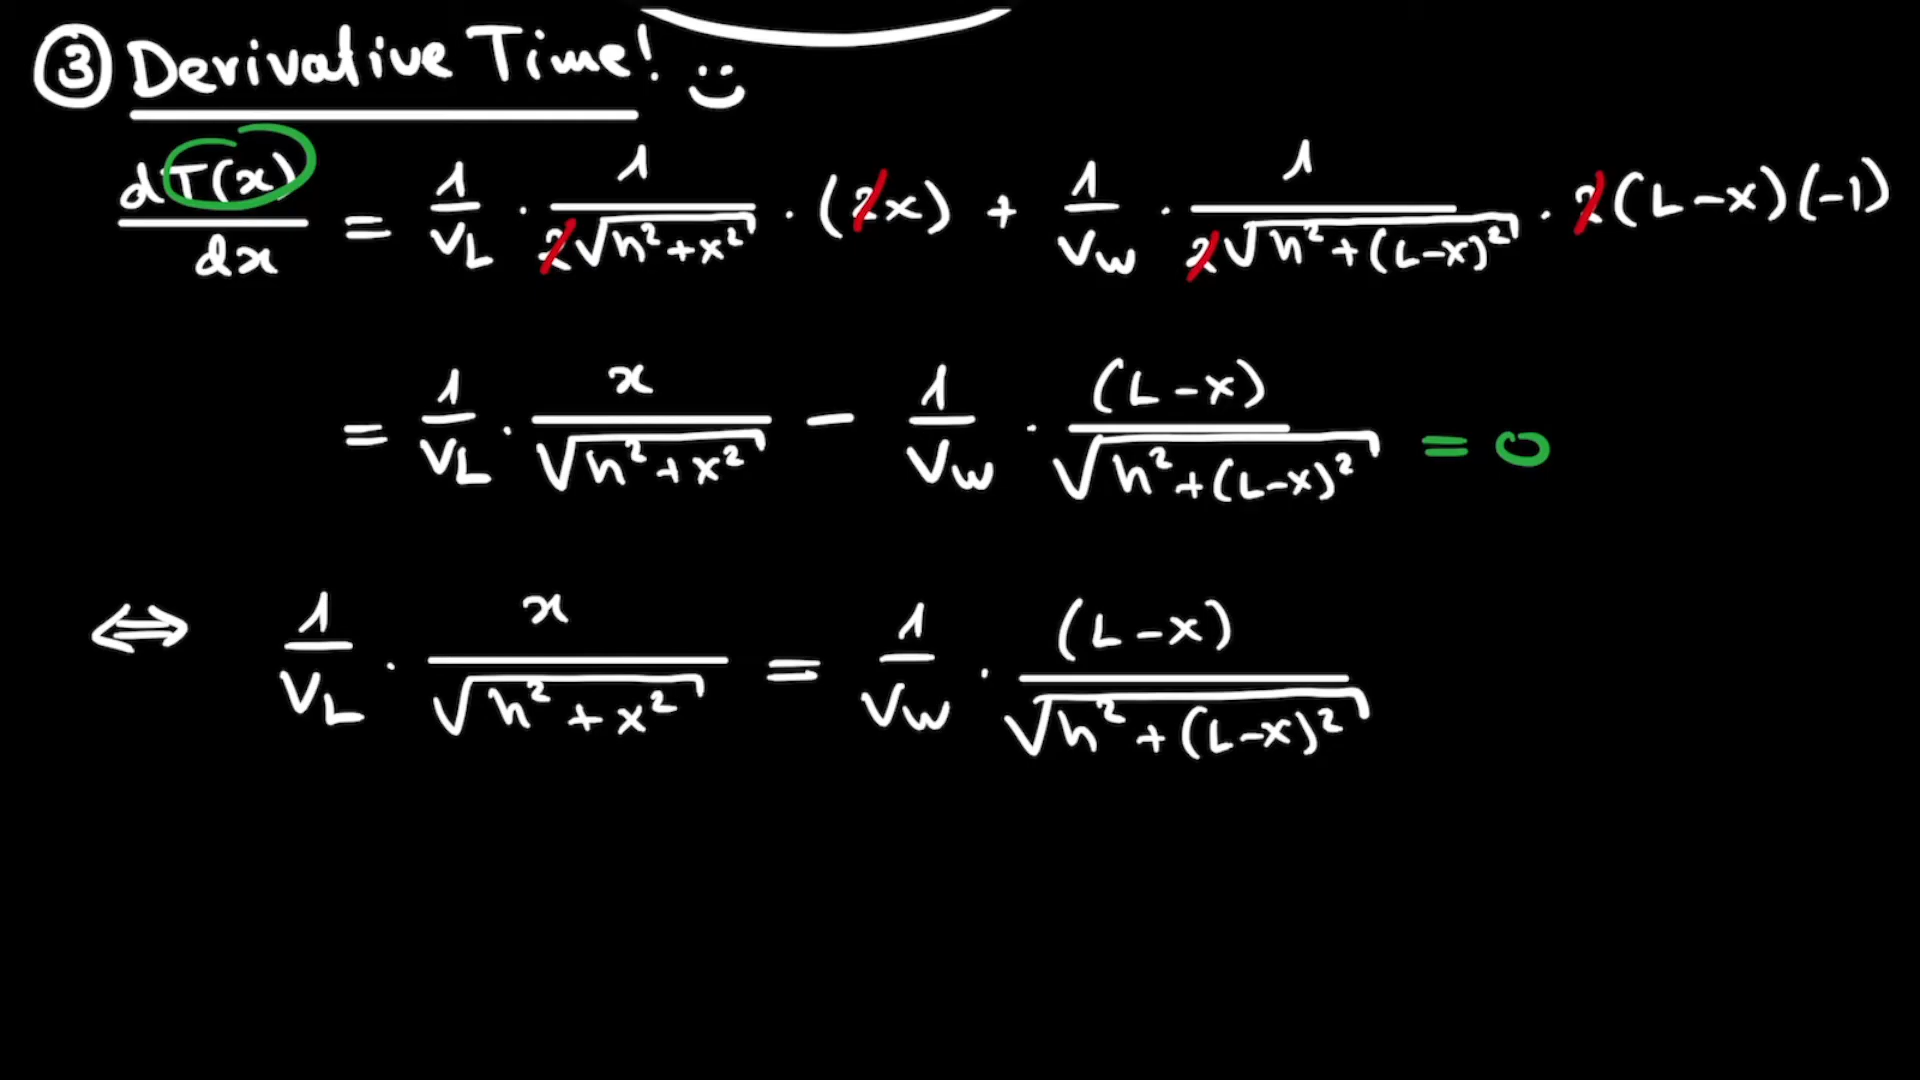 ③ Derivative Time!
dT(x)/dx = 1/V_L · 1/(2√(h²+x²)) · (2x) + 1/V_W · 1/(2√(h²+(L-x)²)) · 2(L-x)(-1)
= 1/V_L · x/√(h²+x²) - 1/V_W · (L-x)/√(h²+(L-x)²) = 0
⇔ 1/V_L · x/√(h²+x²) = 1/V_W · (L-x)/√(h²+(L-x)²)